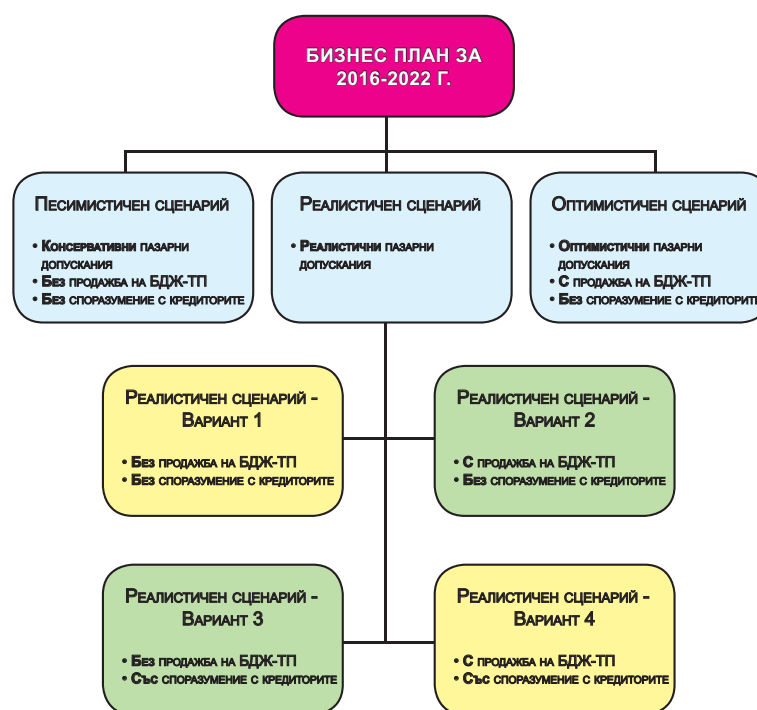 БИЗНЕС ПЛАН ЗА
2016-2022 Г.
Песимистичен сценарий
• Консервативни пазарни
допускания
• Без продажба на БДЖ-ТП
• Без споразумение с кредиторите
Реалистичен сценарий
• Реалистични пазарни
допускания
Оптимистичен сценарий
• Оптимистични пазарни
допускания
• С продажба на БДЖ-ТП
• Без споразумение с кредиторите
Реалистичен сценарий -
Вариант 1
• Без продажба на БДЖ-ТП
• Без споразумение с кредиторите
Реалистичен сценарий -
Вариант 2
• С продажба на БДЖ-ТП
• Без споразумение с кредиторите
Реалистичен сценарий -
Вариант 3
• Без продажба на БДЖ-ТП
• Със споразумение с кредиторите
Реалистичен сценарий -
Вариант 4
• С продажба на БДЖ-ТП
• Със споразумение с кредиторите